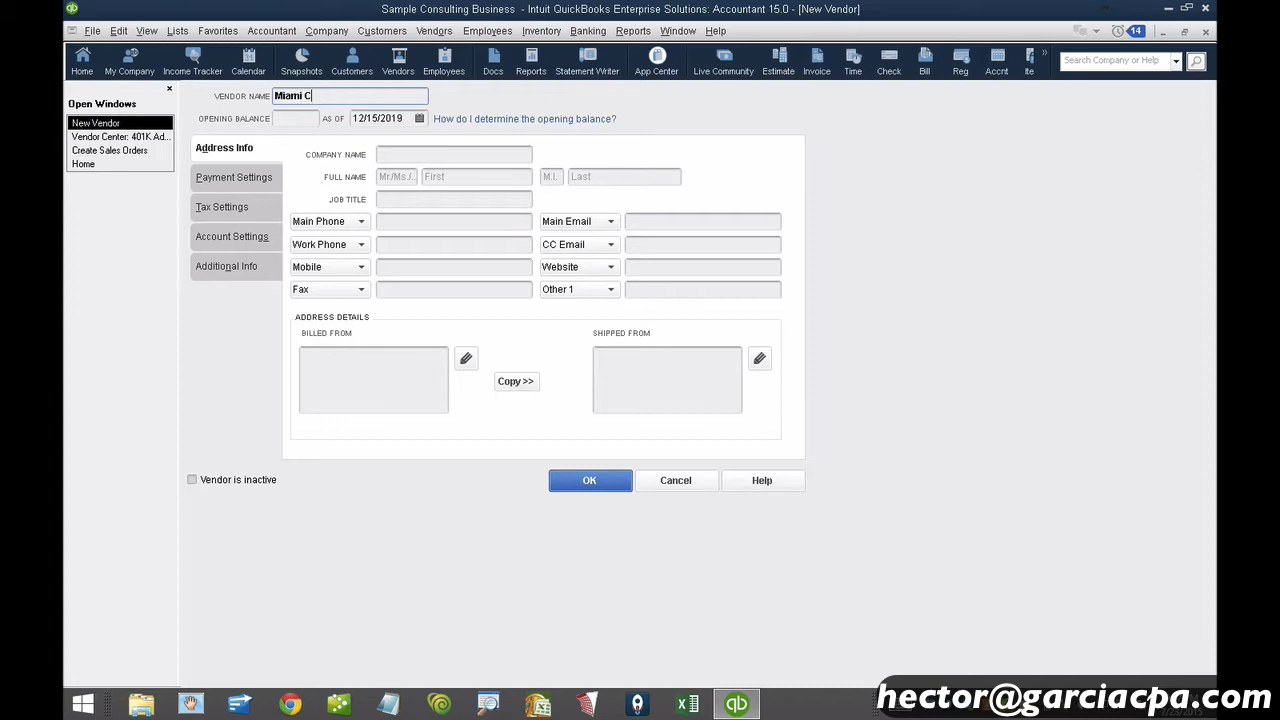 Sample Consulting Business - Intuit QuickBooks Enterprise Solutions: Accountant 15.0 - [New Vendor]
File Edit View Lists Favorites Accountant Company Customers Vendors Employees Inventory Banking Reports Window Help 14
Home My Company Income Tracker Calendar Snapshots Customers Vendors Employees Docs Reports Statement Writer App Center Live Community Estimate Invoice Time Check Bill Reg Accnt Ite » Search Company or Help
Open Windows
New Vendor
Vendor Center: 401K Ad...
Create Sales Orders
Home
VENDOR NAME Miami C
OPENING BALANCE AS OF 12/15/2019 How do I determine the opening balance?
Address Info
Payment Settings
Tax Settings
Account Settings
Additional Info
COMPANY NAME
FULL NAME Mr./Ms./.. First M.I. Last
JOB TITLE
Main Phone Main Email
Work Phone CC Email
Mobile Website
Fax Other 1
ADDRESS DETAILS
BILLED FROM SHIPPED FROM
Copy >>
Vendor is inactive
OK Cancel Help
hector@garciacpa.com